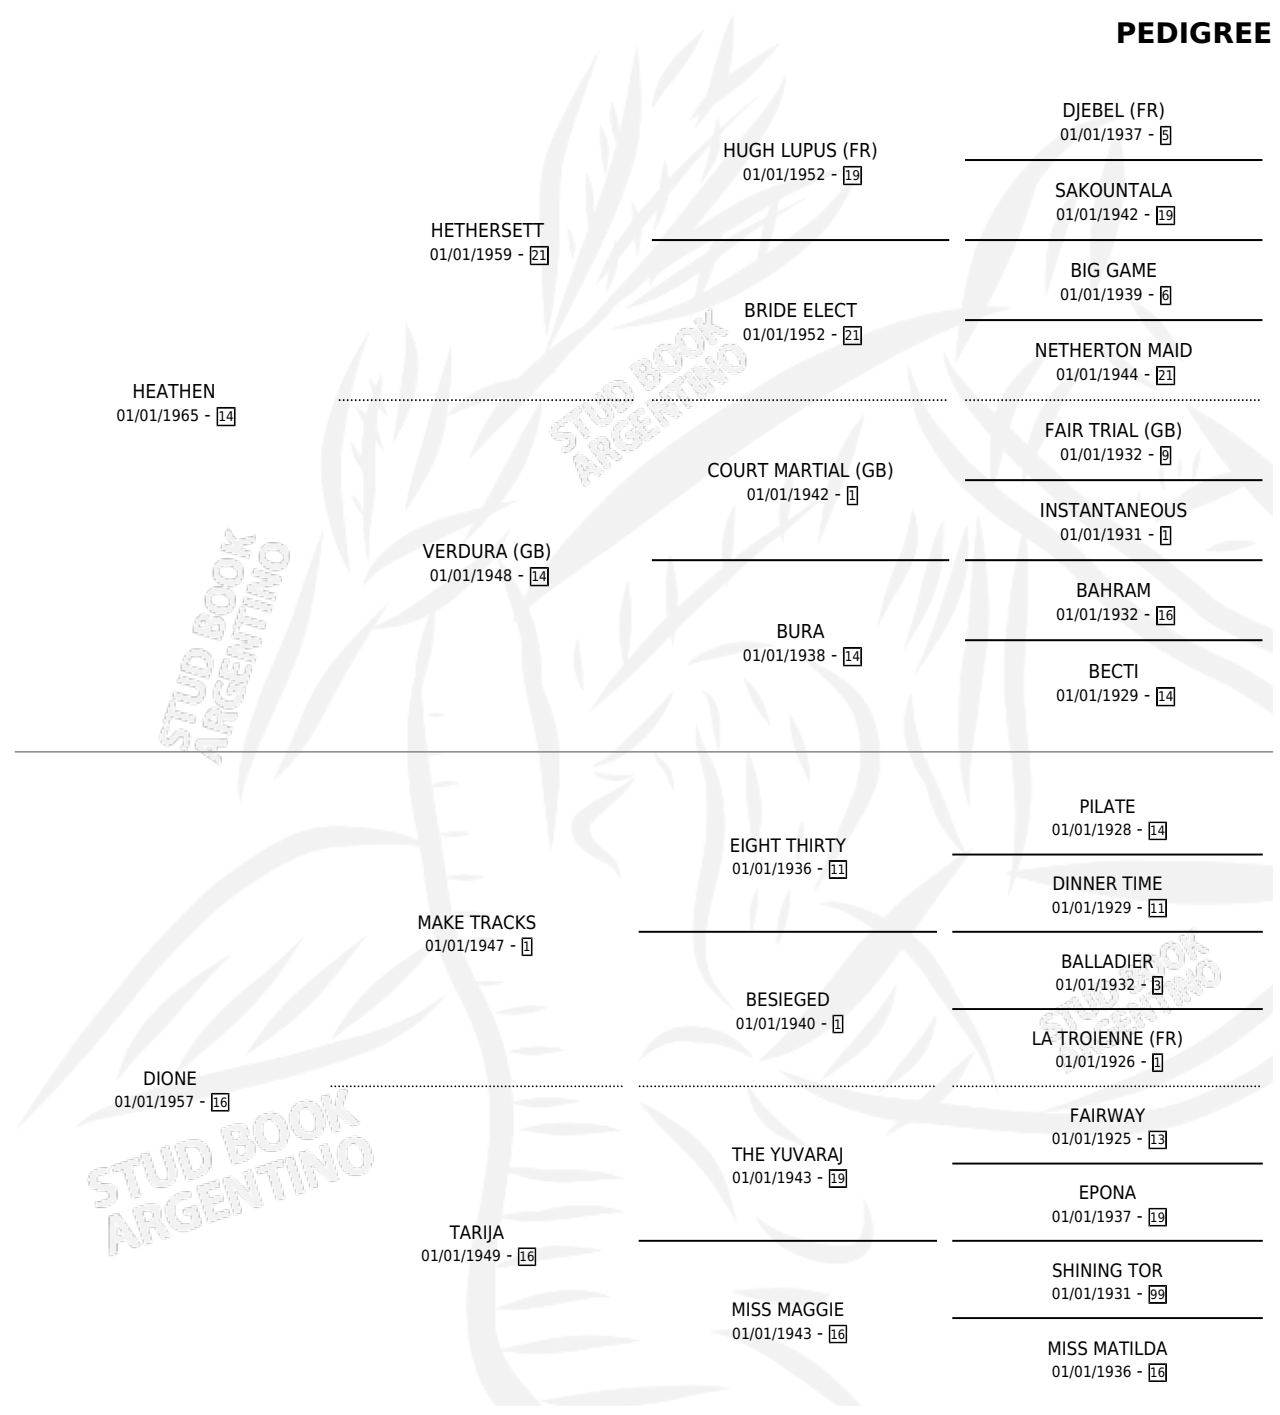 PEDIGREE
DJEBEL (FR)
01/01/1937 - 5
HUGH LUPUS (FR)
01/01/1952 - 19
SAKOUNTALA
01/01/1942 - 19
HETHERSETT
01/01/1959 - 21
BIG GAME
01/01/1939 - 6
BRIDE ELECT
01/01/1952 - 21
NETHERTON MAID
01/01/1944 - 21
HEATHEN
01/01/1965 - 14
FAIR TRIAL (GB)
01/01/1932 - 9
COURT MARTIAL (GB)
01/01/1942 - 1
INSTANTANEOUS
01/01/1931 - 1
VERDURA (GB)
01/01/1948 - 14
BAHRAM
01/01/1932 - 16
BURA
01/01/1938 - 14
BECTI
01/01/1929 - 14
PILATE
01/01/1928 - 14
EIGHT THIRTY
01/01/1936 - 11
DINNER TIME
01/01/1929 - 11
MAKE TRACKS
01/01/1947 - 1
BALLADIER
01/01/1932 - 3
BESIEGED
01/01/1940 - 1
LA TROIENNE (FR)
01/01/1926 - 1
DIONE
01/01/1957 - 16
FAIRWAY
01/01/1925 - 13
THE YUVARAJ
01/01/1943 - 19
EPONA
01/01/1937 - 19
TARIJA
01/01/1949 - 16
SHINING TOR
01/01/1931 - 99
MISS MAGGIE
01/01/1943 - 16
MISS MATILDA
01/01/1936 - 16
STUD BOOK
ARGENTINO
STUD BOOK
ARGENTINO
STUD BOOK
ARGENTINO
STUD BOOK
ARGENTINO